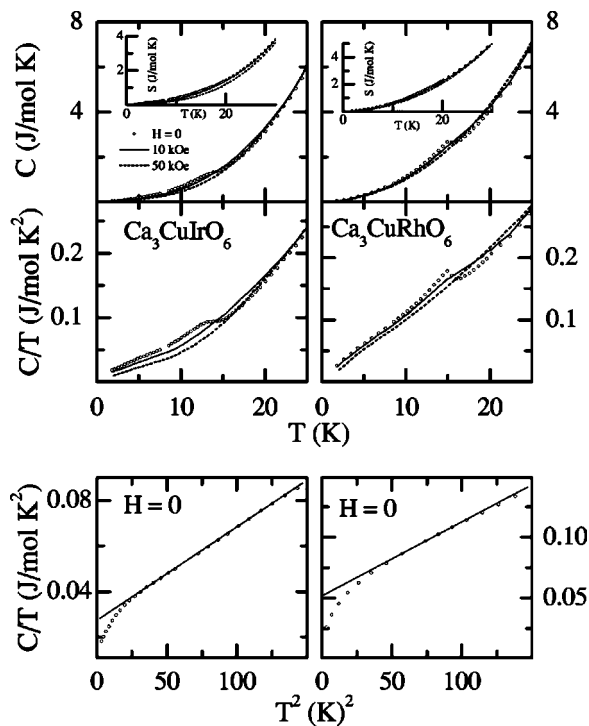 8
4
C (J/mol K)
4
2
S (J/mol K)
T(K)
20
H = 0
10 kOe
50 kOe
4
2
S (J/mol K)
T(K)
20
8
4
Ca₃CuIrO₆
0.2
0.1
C/T (J/mol K²)
0 10 20
Ca₃CuRhO₆
0.2
0.1
0 10 20
T (K)
H = 0
0.08
0.04
C/T (J/mol K²)
0 50 100
H = 0
0.10
0.05
0 50 100
T² (K)²